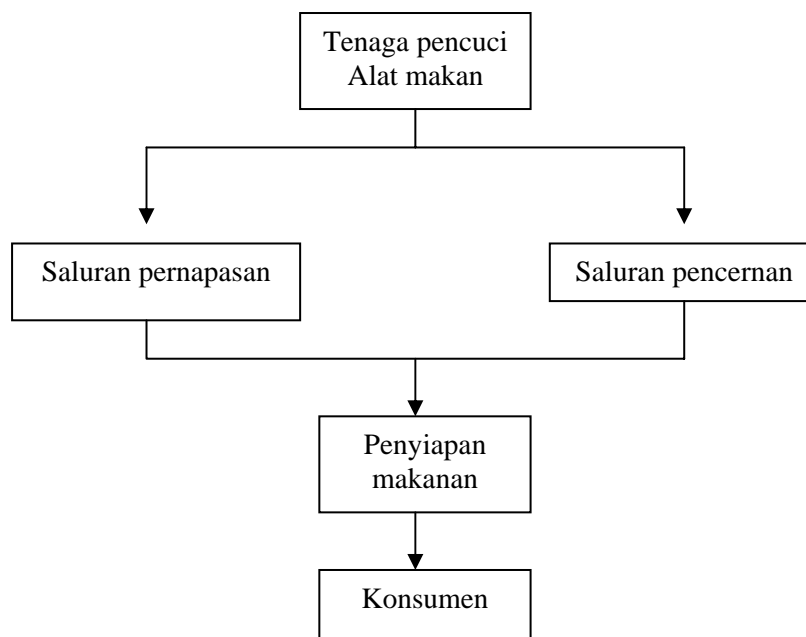 Tenaga pencuci
Alat makan
Saluran pernapasan
Saluran pencernan
Penyiapan
makanan
Konsumen